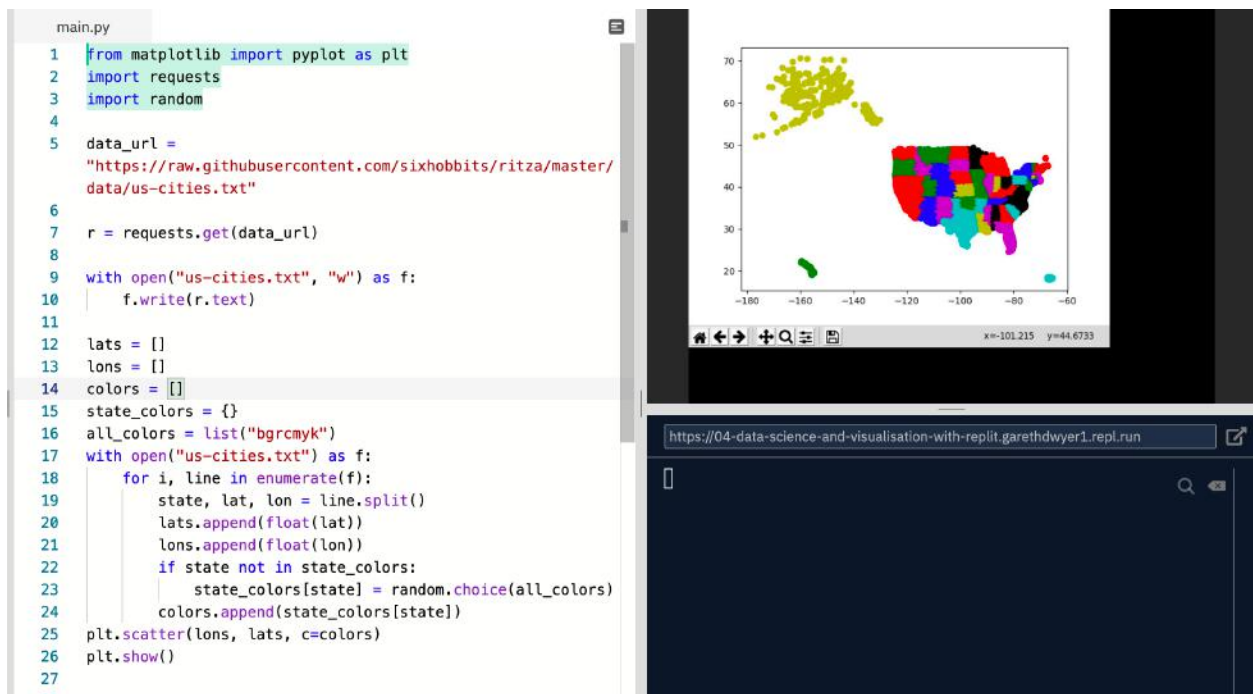 main.py
1 from matplotlib import pyplot as plt
2 import requests
3 import random
4
5 data_url =
"https://raw.githubusercontent.com/sixhobbits/ritza/master/
data/us-cities.txt"
6
7 r = requests.get(data_url)
8
9 with open("us-cities.txt", "w") as f:
10     f.write(r.text)
11
12 lats = []
13 lons = []
14 colors = []
15 state_colors = {}
16 all_colors = list("bgrcmyk")
17 with open("us-cities.txt") as f:
18     for i, line in enumerate(f):
19         state, lat, lon = line.split()
20         lats.append(float(lat))
21         lons.append(float(lon))
22         if state not in state_colors:
23             state_colors[state] = random.choice(all_colors)
24         colors.append(state_colors[state])
25 plt.scatter(lons, lats, c=colors)
26 plt.show()
27
70
60
50
40
30
20
−180 −160 −140 −120 −100 −80 −60
x=-101.215 y=44.6733
https://04-data-science-and-visualisation-with-replit.garethdwyer1.repl.run